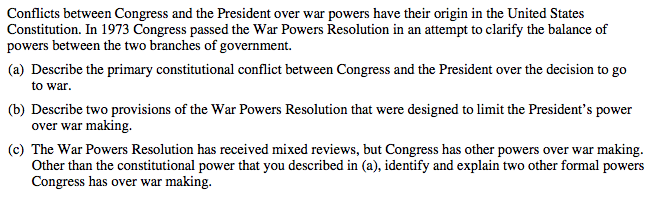 Conflicts between Congress and the President over war powers have their origin in the United States
Constitution. In 1973 Congress passed the War Powers Resolution in an attempt to clarify the balance of
powers between the two branches of government.
(a) Describe the primary constitutional conflict between Congress and the President over the decision to go
to war.
(b) Describe two provisions of the War Powers Resolution that were designed to limit the President's power
over war making.
(c) The War Powers Resolution has received mixed reviews, but Congress has other powers over war making.
Other than the constitutional power that you described in (a), identify and explain two other formal powers
Congress has over war making.